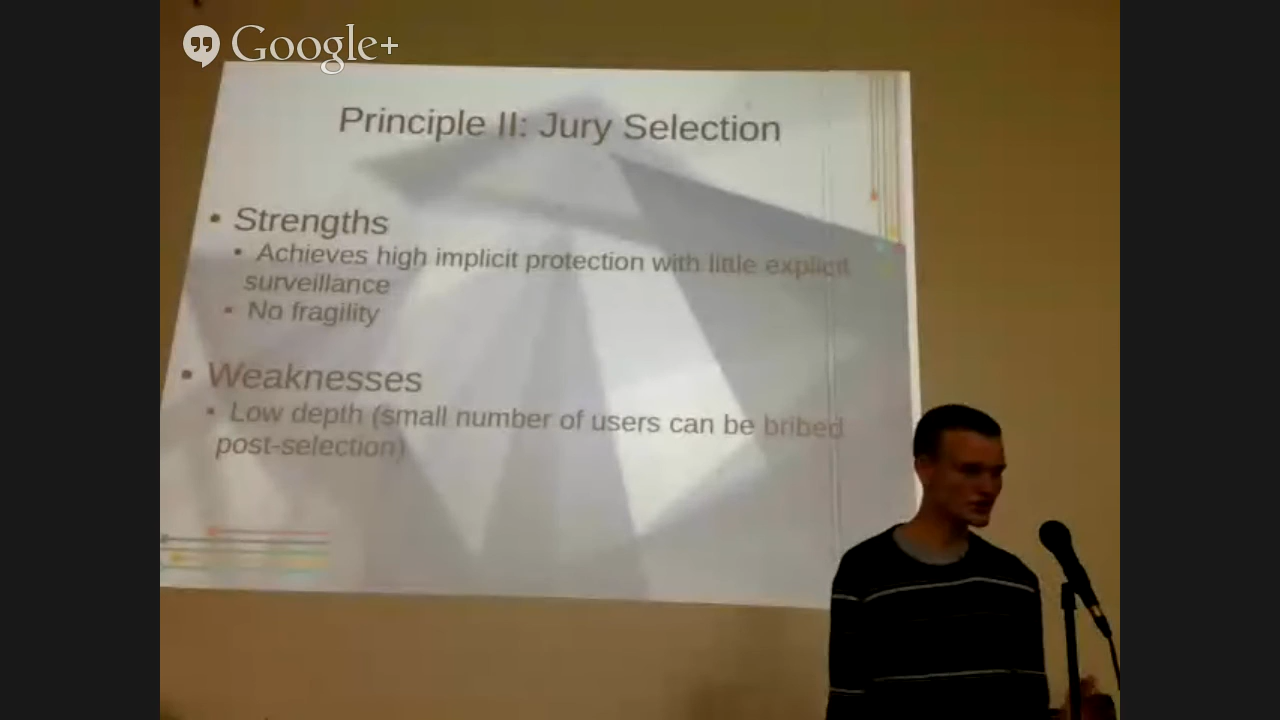 Google+
Principle II: Jury Selection
• Strengths
• Achieves high implicit protection with little explicit
surveillance
• No fragility
• Weaknesses
• Low depth (small number of users can be bribed
post-selection)